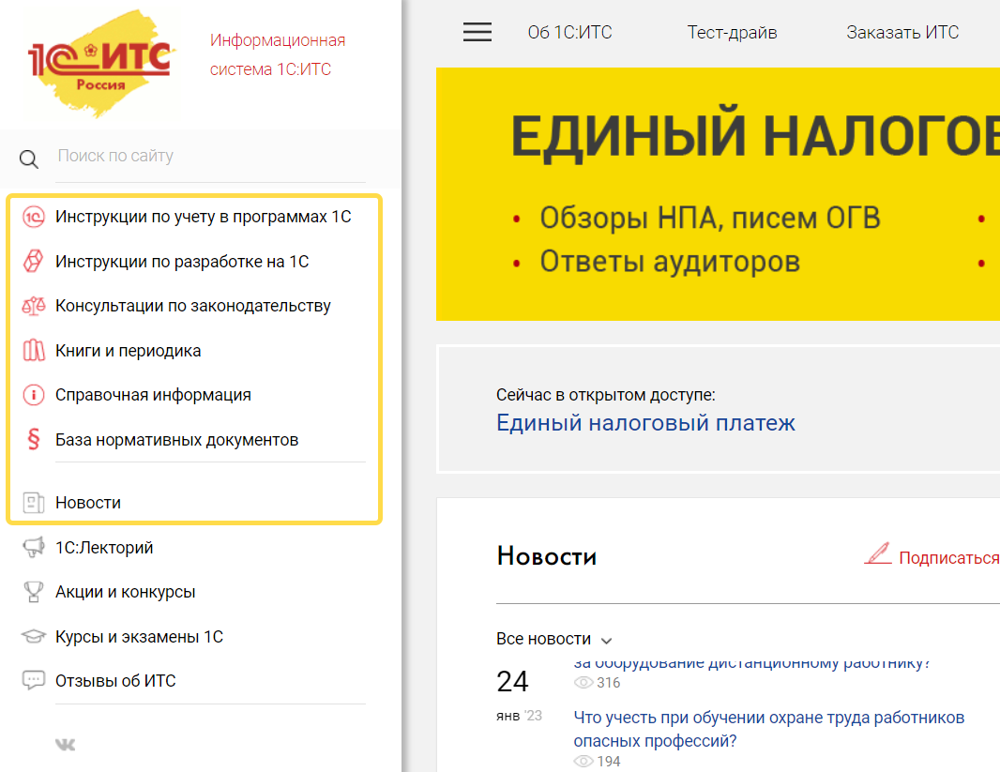 1С ИТС
Россия
Информационная
система 1С:ИТС
Поиск по сайту
1С
Инструкции по учету в программах 1С
Инструкции по разработке на 1С
Консультации по законодательству
Книги и периодика
Справочная информация
§ База нормативных документов
Новости
1С:Лекторий
Акции и конкурсы
Курсы и экзамены 1С
Отзывы об ИТС
Об 1С:ИТС
Тест-драйв
Заказать ИТС
ЕДИНЫЙ НАЛОГОВ
• Обзоры НПА, писем ОГВ
• Ответы аудиторов
Сейчас в открытом доступе:
Единый налоговый платеж
Новости
Подписаться
Все новости
24
янв '23
за оборудование дистанционному работнику?
316
Что учесть при обучении охране труда работников
опасных профессий?
194